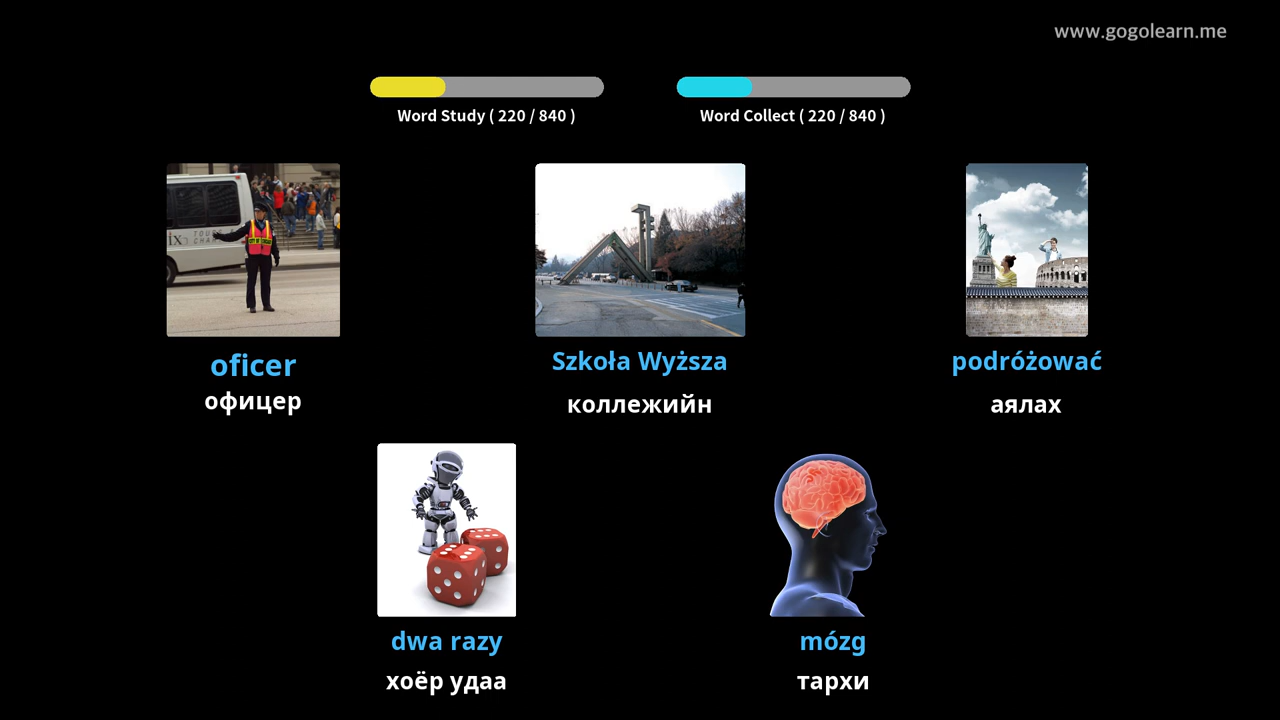 www.gogolearn.me
Word Study ( 220 / 840 )
Word Collect ( 220 / 840 )
oficer
Szkoła Wyższa
podróżować
офицер
коллежийн
аялах
dwa razy
mózg
хоёр удаа
тархи